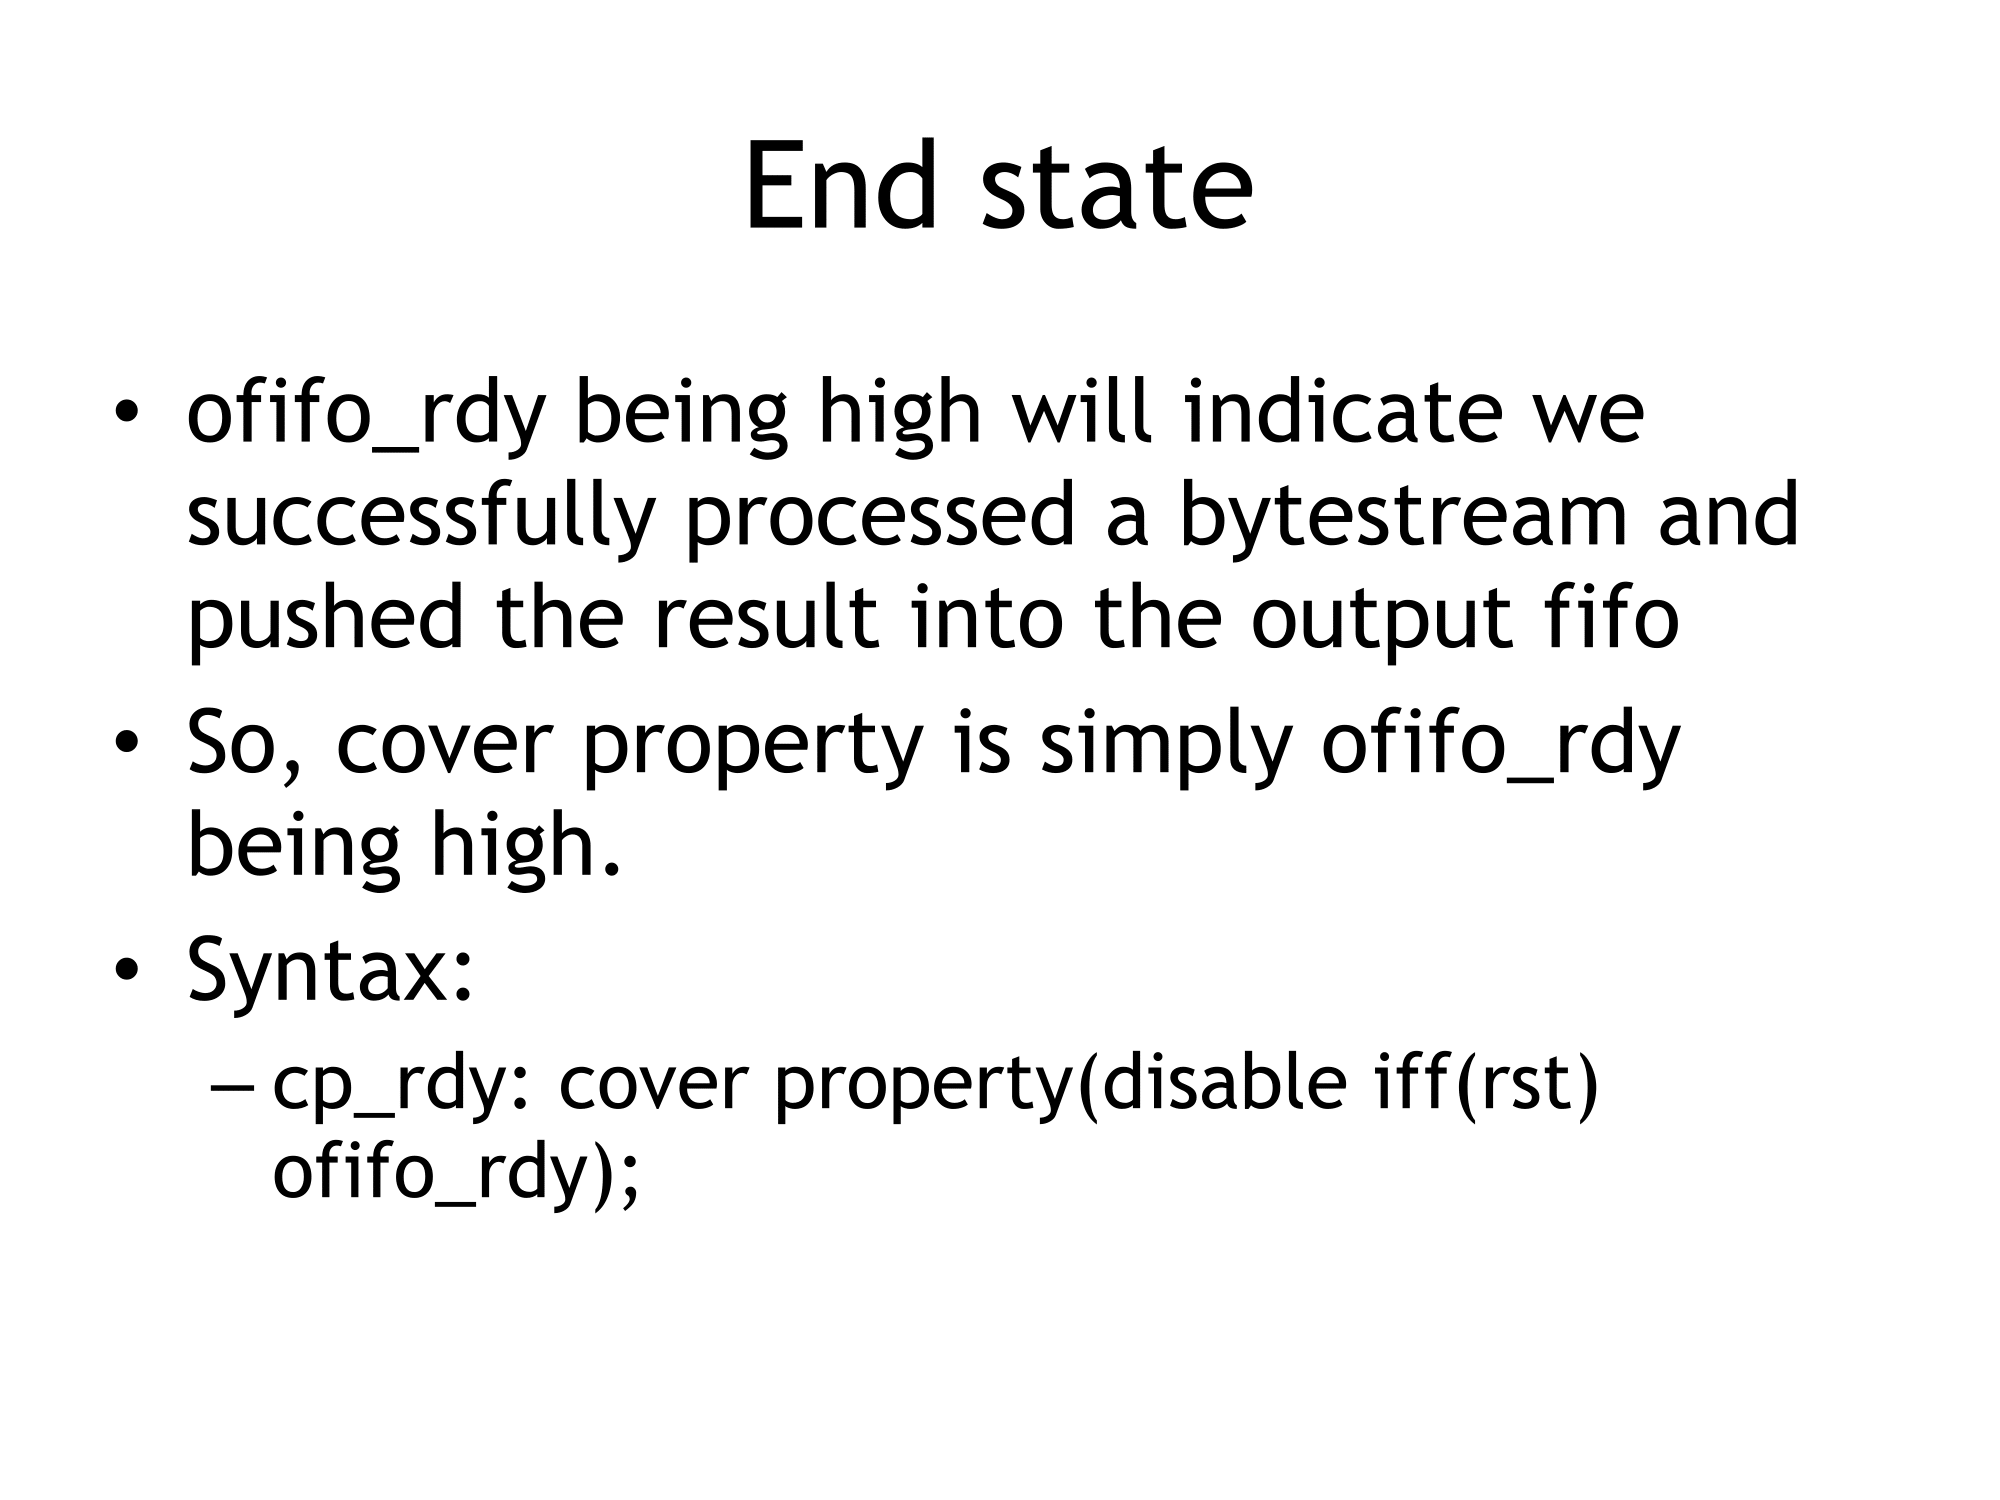 End state
• ofifo_rdy being high will indicate we
successfully processed a bytestream and
pushed the result into the output fifo
• So, cover property is simply ofifo_rdy
being high.
• Syntax:
– cp_rdy: cover property(disable iff(rst)
ofifo_rdy);